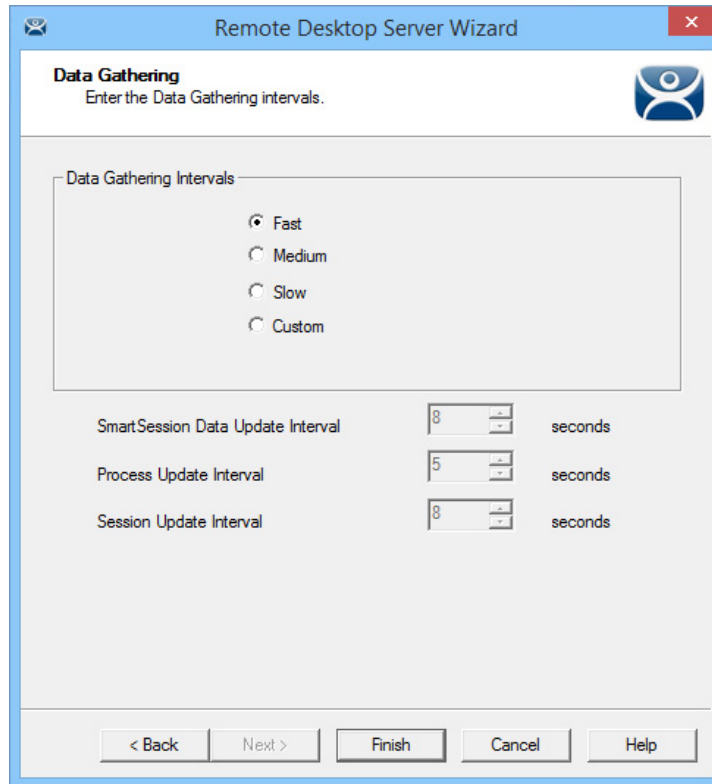 Remote Desktop Server Wizard
Data Gathering
Enter the Data Gathering intervals.
Data Gathering Intervals
Fast
Medium
Slow
Custom
SmartSession Data Update Interval 8 seconds
Process Update Interval 5 seconds
Session Update Interval 8 seconds
< Back Next > Finish Cancel Help